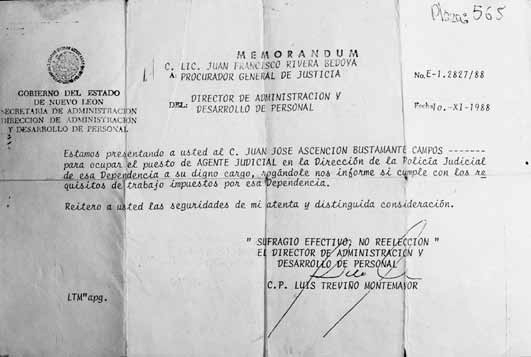 Plaza: 565
MEMORANDUM
C. LIC. JUAN FRANCISCO RIVERA BEDOYA
A: PROCURADOR GENERAL DE JUSTICIA
No.E-1.2827/88
GOBIERNO DEL ESTADO
DE NUEVO LEON
SECRETARIA DE ADMINISTRACION
DIRECCION DE ADMINISTRACION
Y DESARROLLO DE PERSONAL
DEL: DIRECTOR DE ADMINISTRACION Y
DESARROLLO DE PERSONAL
Fecha: 10.-XI-1988
Estamos presentando a usted al C. JUAN JOSE ASCENCION BUSTAMANTE CAMPOS -------
para ocupar el puesto de AGENTE JUDICIAL en la Dirección de la Policía Judicial
de esa Dependencia a su digno cargo, rogándole nos informe si cumple con los re
quisitos de trabajo impuestos por esa Dependencia.
Reitero a usted las seguridades de mi atenta y distinguida consideración.
" SUFRAGIO EFECTIVO; NO REELECCION "
EL DIRECTOR DE ADMINISTRACION Y
DESARROLLO DE PERSONAL
C.P. LUIS TREVIÑO MONTEMAYOR
LTM"apg.